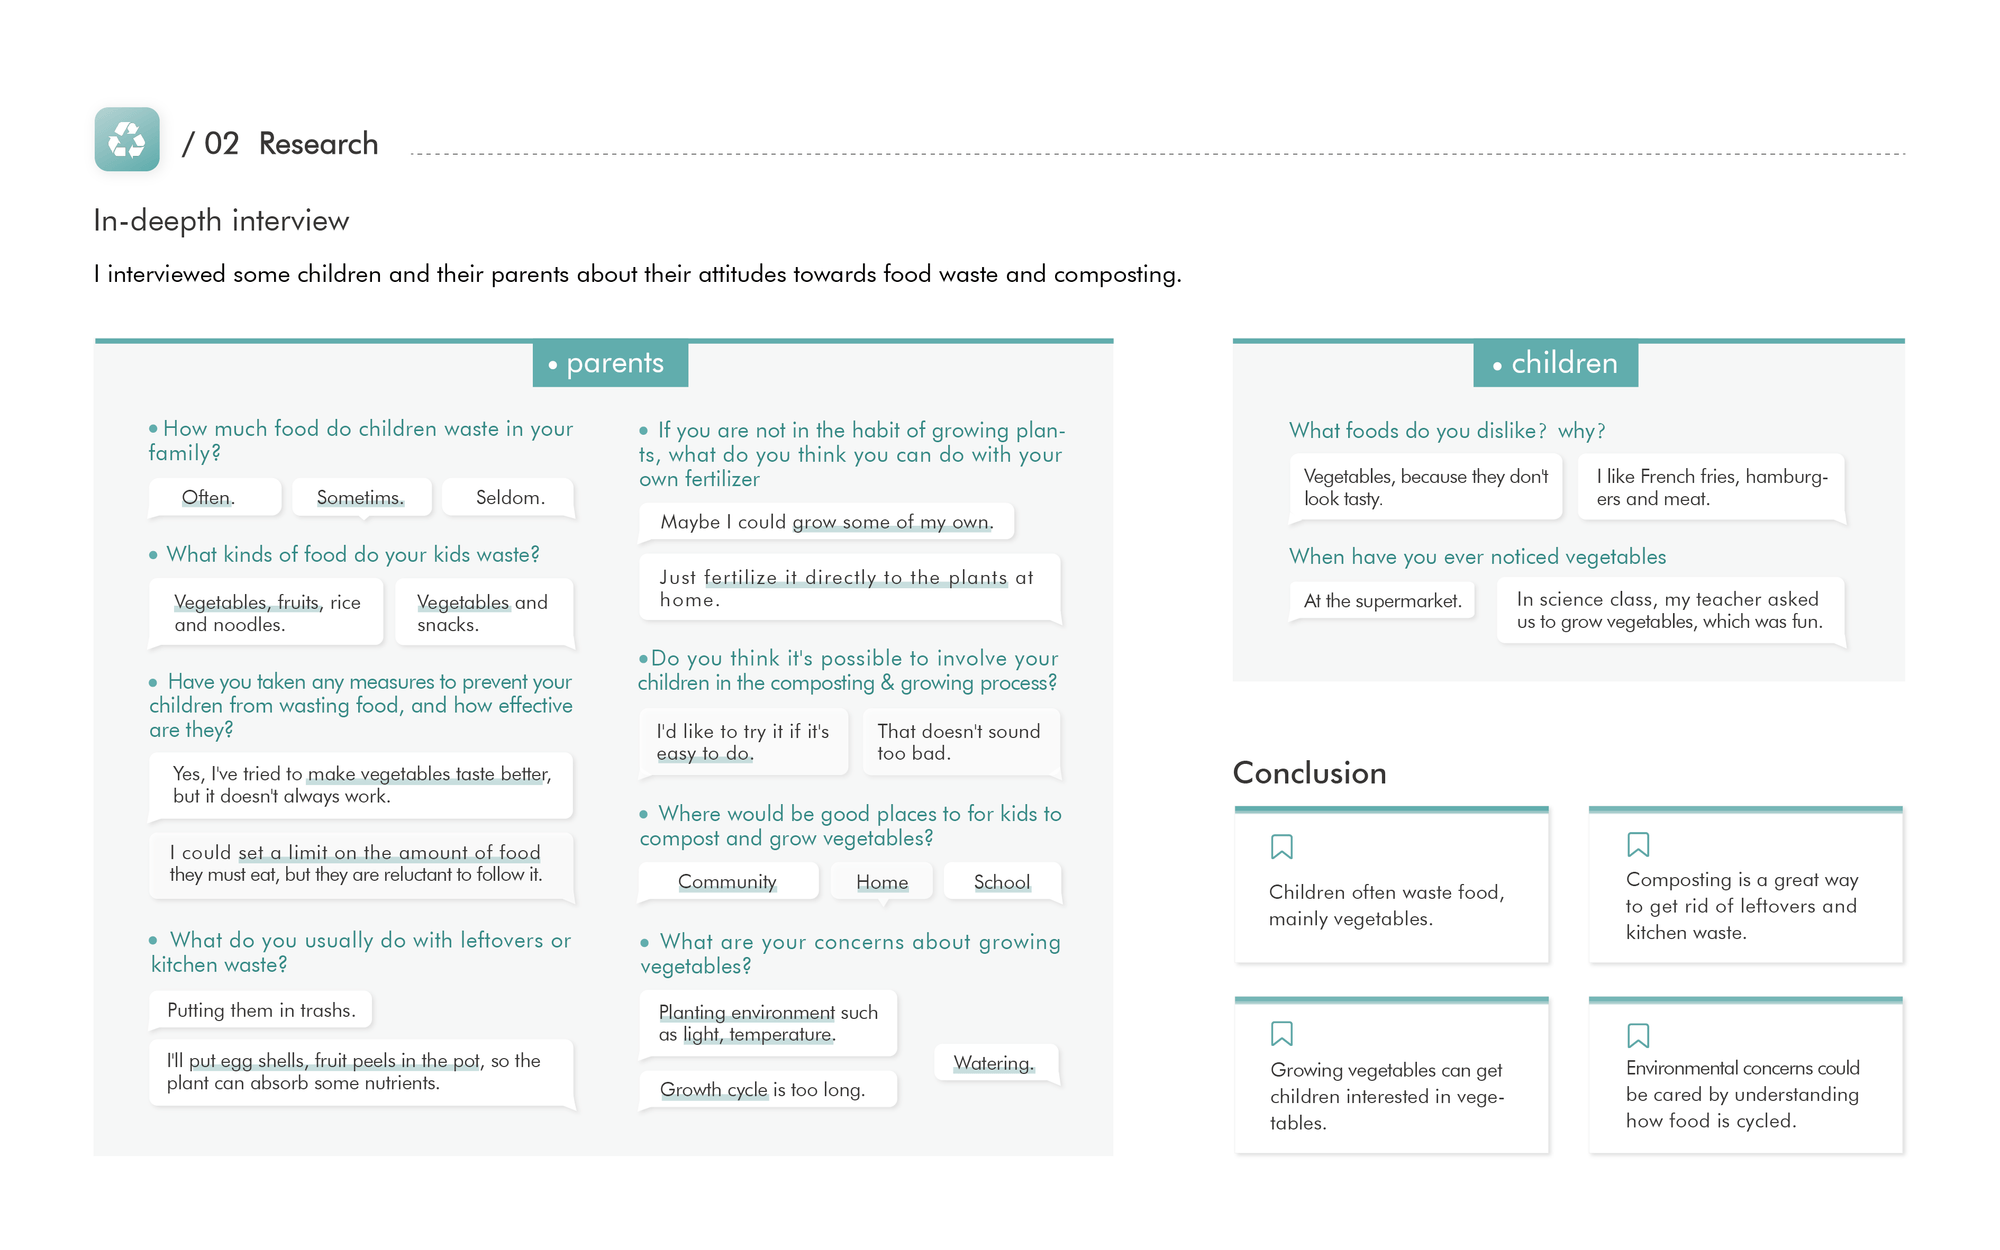 / 02 Research
In-deepth interview
I interviewed some children and their parents about their attitudes towards food waste and composting.
• parents
• How much food do children waste in your
family?
Often.
Sometims.
Seldom.
• What kinds of food do your kids waste?
Vegetables, fruits, rice
and noodles.
Vegetables and
snacks.
• Have you taken any measures to prevent your
children from wasting food, and how effective
are they?
Yes, I've tried to make vegetables taste better,
but it doesn't always work.
I could set a limit on the amount of food
they must eat, but they are reluctant to follow it.
• What do you usually do with leftovers or
kitchen waste?
Putting them in trashs.
I'll put egg shells, fruit peels in the pot, so the
plant can absorb some nutrients.
• If you are not in the habit of growing plan-
ts, what do you think you can do with your
own fertilizer
Maybe I could grow some of my own.
Just fertilize it directly to the plants at
home.
•Do you think it's possible to involve your
children in the composting & growing process?
I'd like to try it if it's
easy to do.
That doesn't sound
too bad.
• Where would be good places to for kids to
compost and grow vegetables?
Community
Home
School
• What are your concerns about growing
vegetables?
Planting environment such
as light, temperature.
Watering.
Growth cycle is too long.
• children
What foods do you dislike? why?
Vegetables, because they don't
look tasty.
I like French fries, hamburg-
ers and meat.
When have you ever noticed vegetables
At the supermarket.
In science class, my teacher asked
us to grow vegetables, which was fun.
Conclusion
Children often waste food,
mainly vegetables.
Composting is a great way
to get rid of leftovers and
kitchen waste.
Growing vegetables can get
children interested in vege-
tables.
Environmental concerns could
be cared by understanding
how food is cycled.